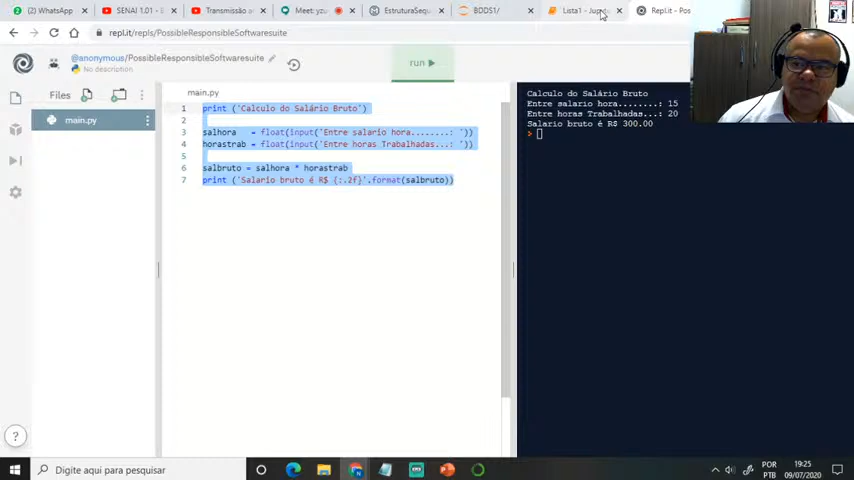 (2) WhatsApp
SENAI 1.01 -
Transmissão a
Meet: yzu
EstruturaSequ
BDDS1/
Lista1 - Jupyt
Repl.it - Pos
repl.it/repls/PossibleResponsibleSoftwaresuite
@anonymous/PossibleResponsibleSoftwaresuite
No description
run
Files
main.py
main.py
1 print ('Calculo do Salário Bruto')
2
3 salhora = float(input('Entre salario hora.......: '))
4 horastrab = float(input('Entre horas Trabalhadas...: '))
5
6 salbruto = salhora * horastrab
7 print ('Salario bruto é R$ {:.2f}'.format(salbruto))
Calculo do Salário Bruto
Entre salario hora.......: 15
Entre horas Trabalhadas...: 20
Salario bruto é R$ 300.00
>
?
Digite aqui para pesquisar
POR
PTB
19:25
09/07/2020